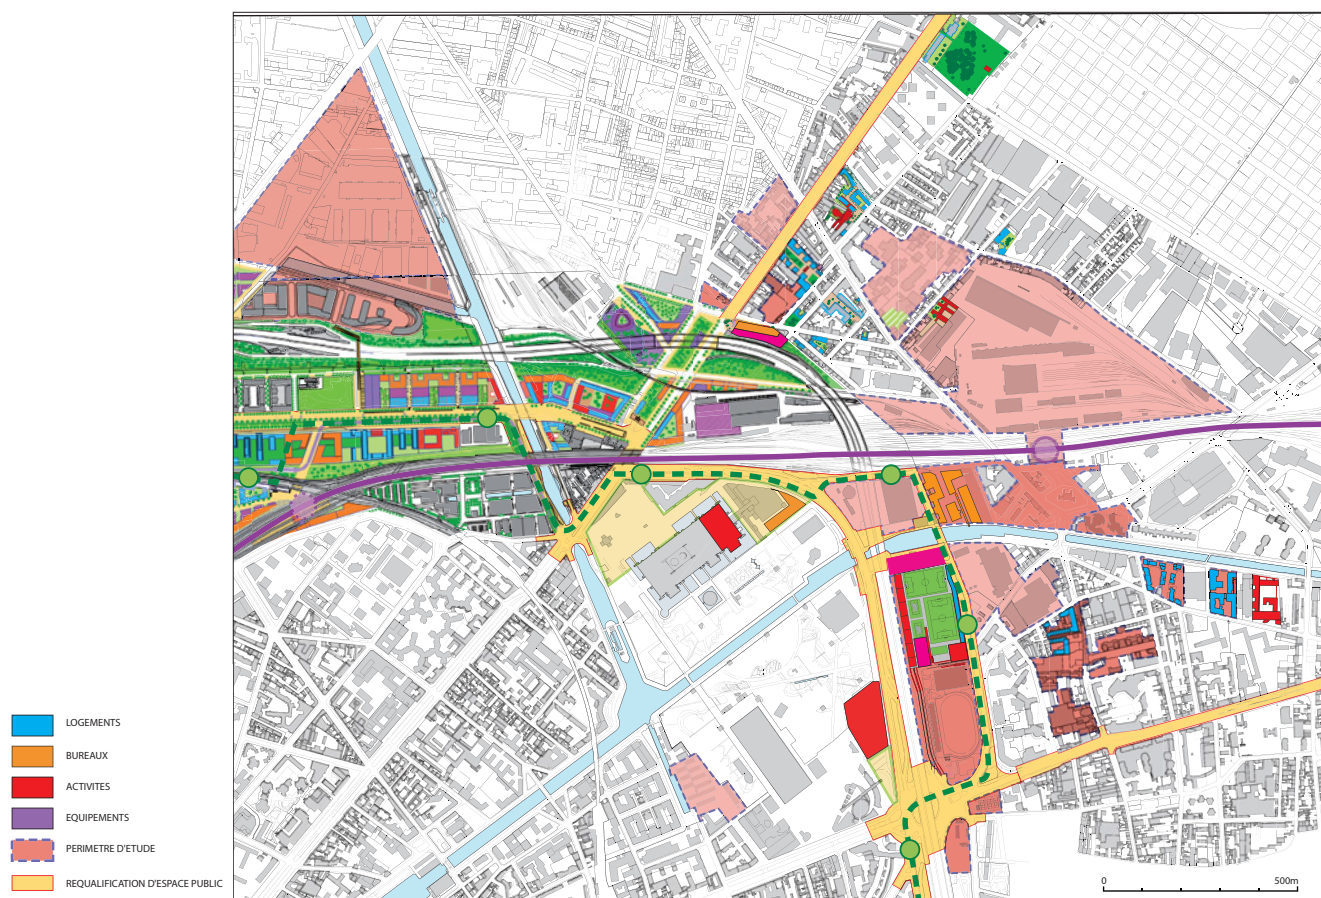 LOGEMENTS
BUREAUX
ACTIVITES
EQUIPEMENTS
PERIMETRE D'ETUDE
REQUALIFICATION D'ESPACE PUBLIC
0 500m